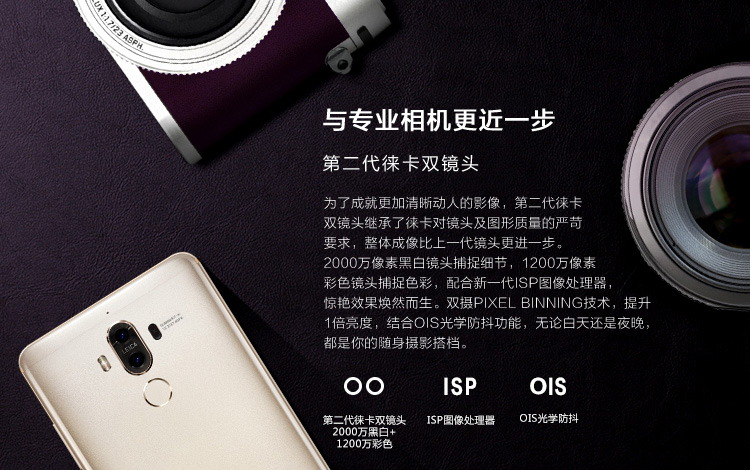 LUX 1:1.7/23 ASPH.
与专业相机更近一步
第二代徕卡双镜头
为了成就更加清晰动人的影像，第二代徕卡
双镜头继承了徕卡对镜头及图形质量的严苛
要求，整体成像比上一代镜头更进一步。
2000万像素黑白镜头捕捉细节，1200万像素
彩色镜头捕捉色彩，配合新一代ISP图像处理器，
惊艳效果焕然而生。双摄PIXEL BINNING技术，提升
1倍亮度，结合OIS光学防抖功能，无论白天还是夜晚，
都是你的随身摄影搭档。
LEICA
ISP
OIS
第二代徕卡双镜头
2000万黑白+
1200万彩色
ISP图像处理器
OIS光学防抖